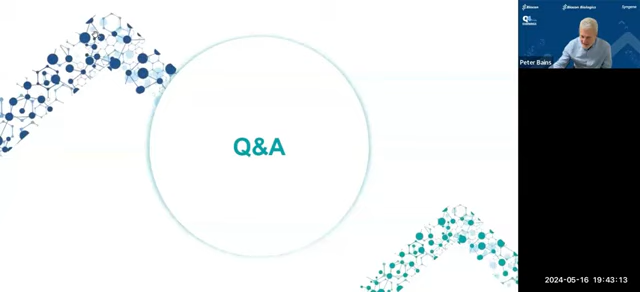 Q&A
Biocon
Biocon Biologics
Syngene
Peter Bains
2024-05-16 19:43:13